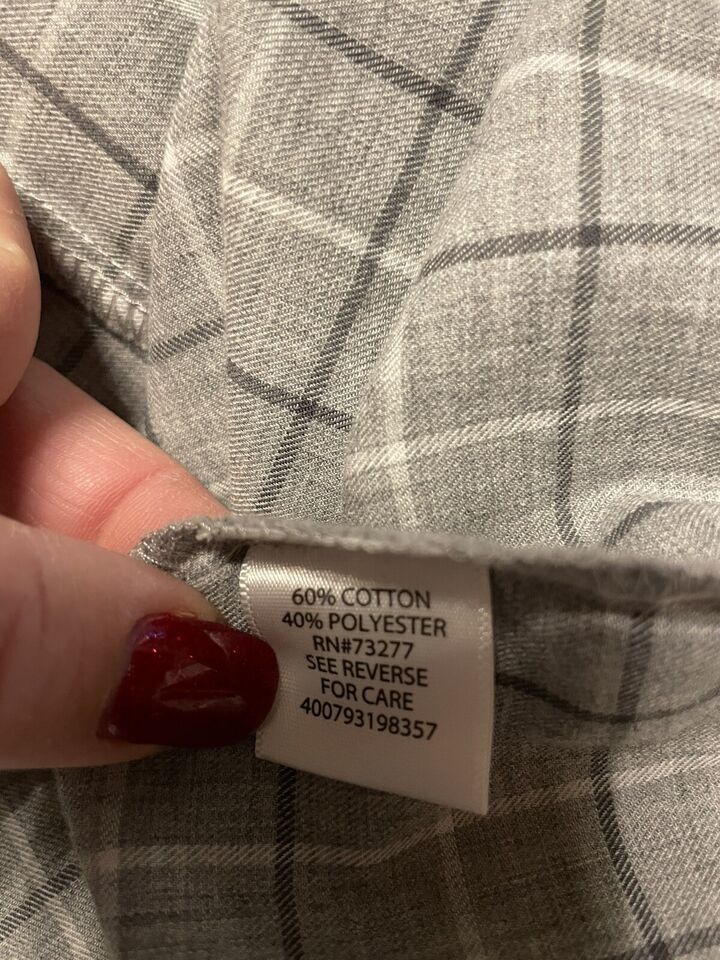 60% COTTON
40% POLYESTER
RN#73277
SEE REVERSE
FOR CARE
400793198357